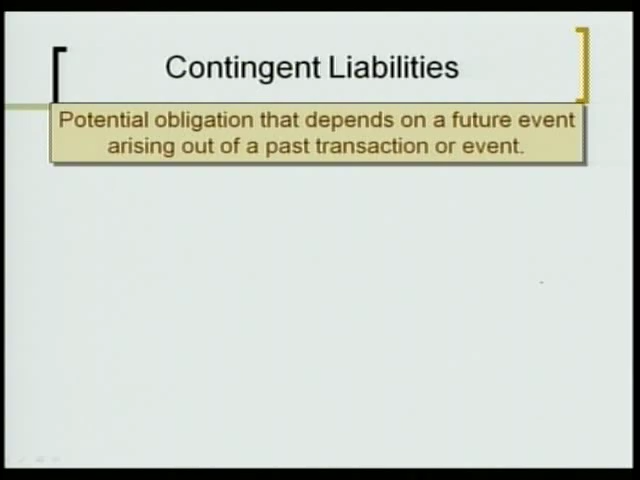 Contingent Liabilities
Potential obligation that depends on a future event
arising out of a past transaction or event.